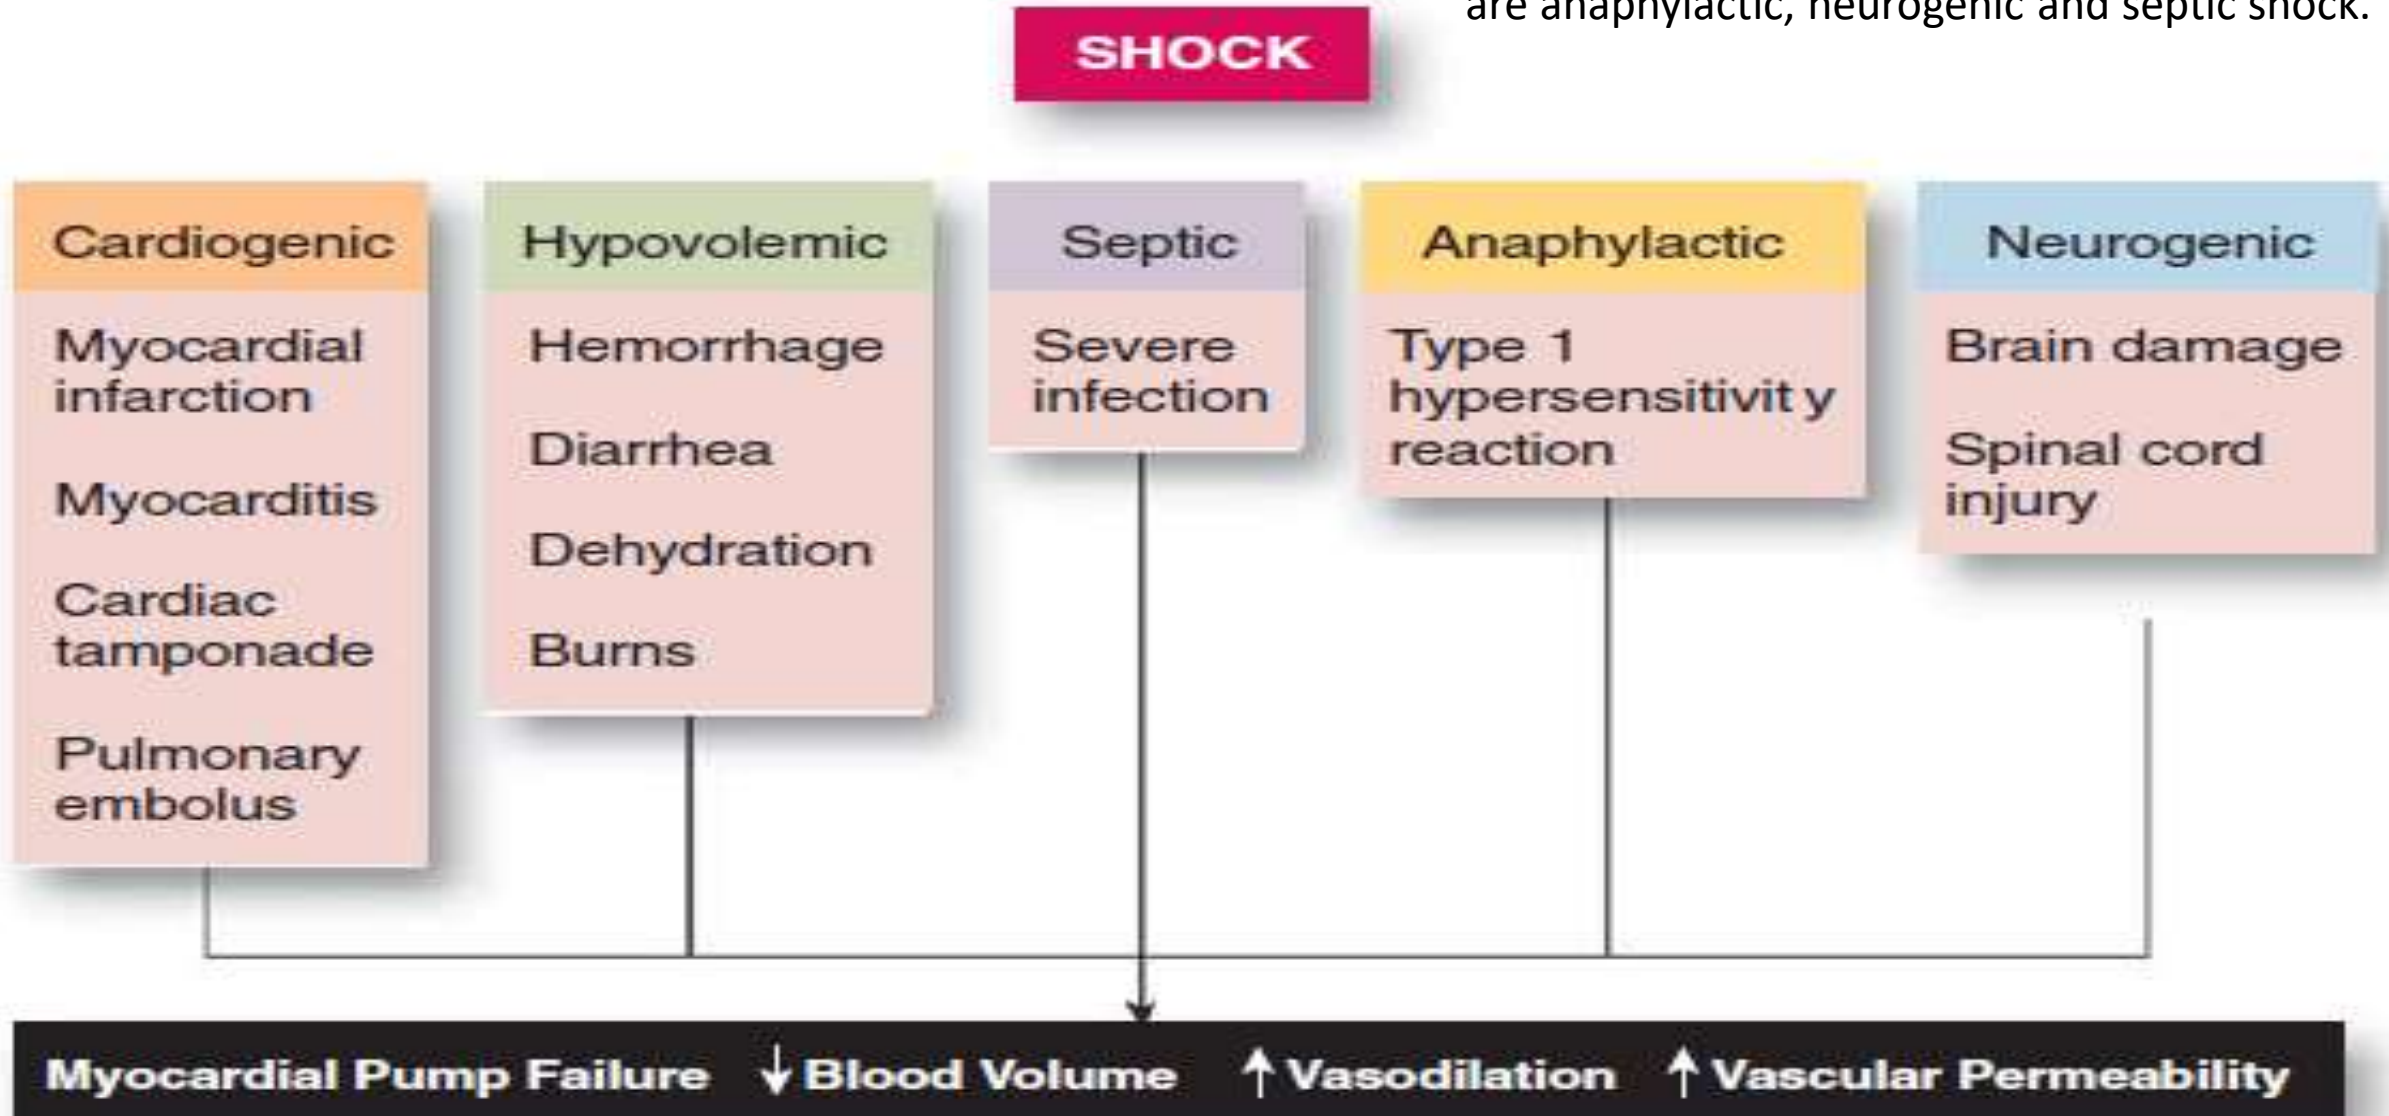 are anaphylactic, neurogenic and septic shock.
SHOCK
Cardiogenic
Myocardial
infarction
Myocarditis
Cardiac
tamponade
Pulmonary
embolus
Hypovolemic
Hemorrhage
Diarrhea
Dehydration
Burns
Septic
Severe
infection
Anaphylactic
Type 1
hypersensitivit y
reaction
Neurogenic
Brain damage
Spinal cord
injury
Myocardial Pump Failure ↓ Blood Volume ↑ Vasodilation ↑ Vascular Permeability